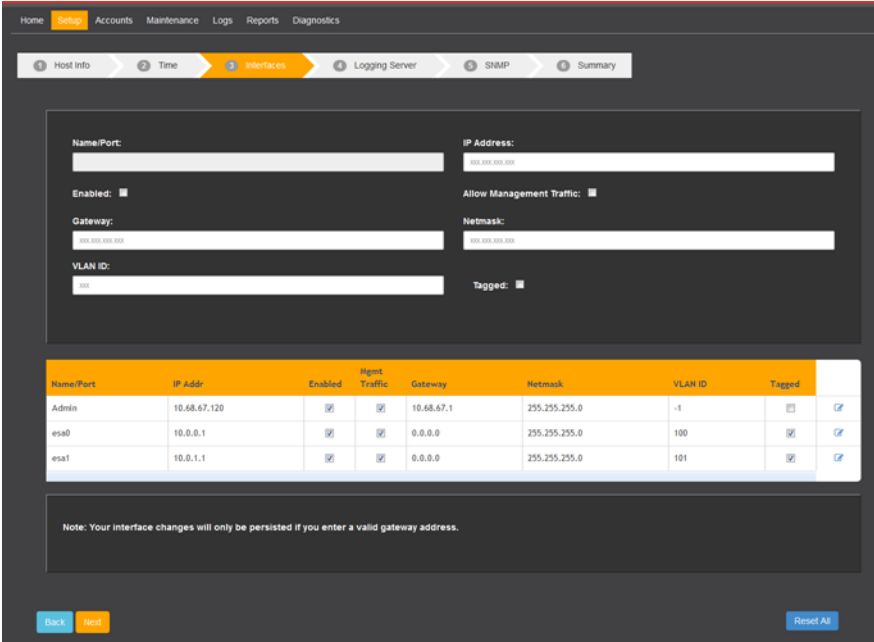 Home Setup Accounts Maintenance Logs Reports Diagnostics
1 Host Info 2 Time 3 Interfaces 4 Logging Server 5 SNMP 6 Summary
Name/Port: IP Address:
xxx.xxx.xxx.xxx
Enabled: Allow Management Traffic:
Gateway: Netmask:
xxx.xxx.xxx.xxx xxx.xxx.xxx.xxx
VLAN ID:
xxx Tagged:
Name/Port IP Addr Enabled Mgmt Traffic Gateway Netmask VLAN ID Tagged
Admin 10.68.67.120 10.68.67.1 255.255.255.0 -1
esa0 10.0.0.1 0.0.0.0 255.255.255.0 100
esa1 10.0.1.1 0.0.0.0 255.255.255.0 101
Note: Your interface changes will only be persisted if you enter a valid gateway address.
Back Next Reset All